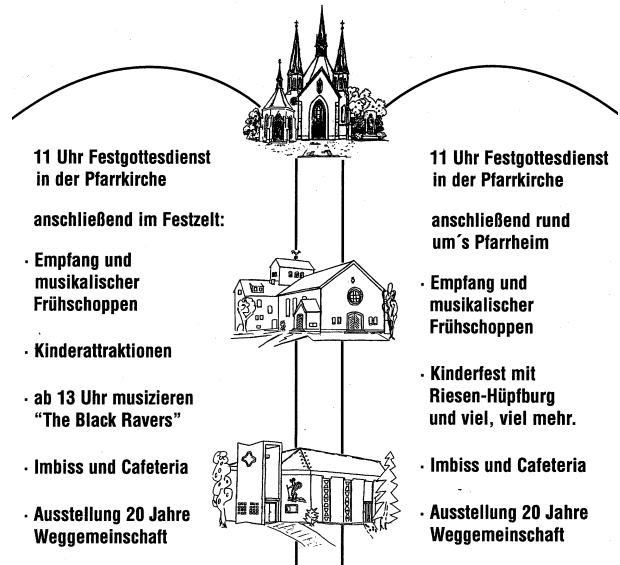 11 Uhr Festgottesdienst
in der Pfarrkirche
anschließend im Festzelt:
· Empfang und
musikalischer
Frühschoppen
· Kinderattraktionen
· ab 13 Uhr musizieren
“The Black Ravers”
· Imbiss und Cafeteria
· Ausstellung 20 Jahre
Weggemeinschaft
11 Uhr Festgottesdienst
in der Pfarrkirche
anschließend rund
um´s Pfarrheim
· Empfang und
musikalischer
Frühschoppen
· Kinderfest mit
Riesen-Hüpfburg
und viel, viel mehr.
· Imbiss und Cafeteria
· Ausstellung 20 Jahre
Weggemeinschaft